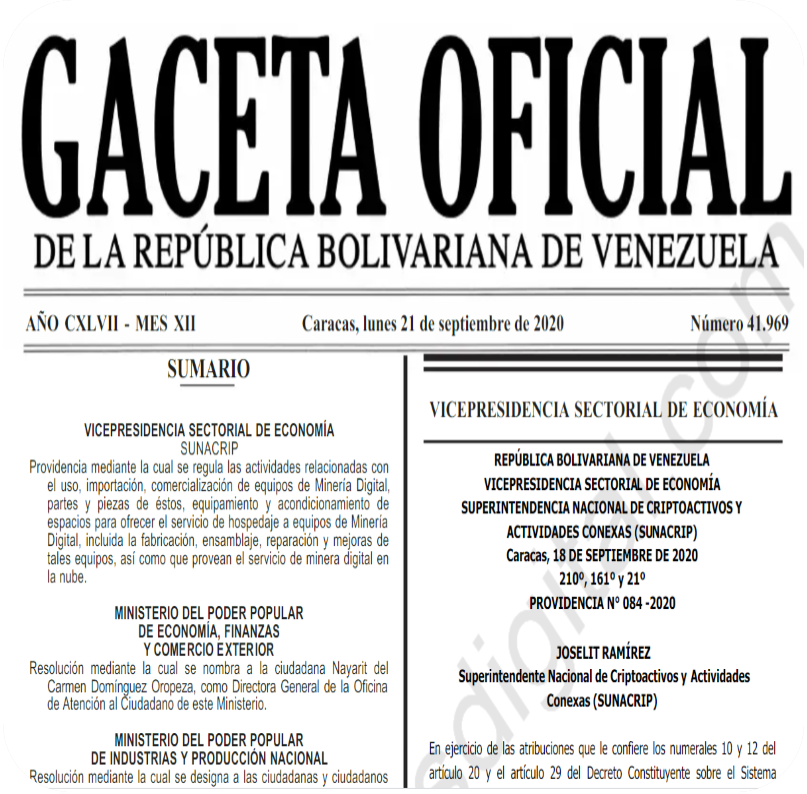 GACETA OFICIAL
DE LA REPÚBLICA BOLIVARIANA DE VENEZUELA
AÑO CXLVII - MES XII Caracas, lunes 21 de septiembre de 2020 Número 41.969
SUMARIO
VICEPRESIDENCIA SECTORIAL DE ECONOMÍA
SUNACRIP
Providencia mediante la cual se regula las actividades relacionadas con
el uso, importación, comercialización de equipos de Minería Digital,
partes y piezas de éstos, equipamiento y acondicionamiento de
espacios para ofrecer el servicio de hospedaje a equipos de Minería
Digital, incluida la fabricación, ensamblaje, reparación y mejoras de
tales equipos, así como que provean el servicio de minera digital en
la nube.
MINISTERIO DEL PODER POPULAR
DE ECONOMÍA, FINANZAS
Y COMERCIO EXTERIOR
Resolución mediante la cual se nombra a la ciudadana Nayarit del
Carmen Domínguez Oropeza, como Directora General de la Oficina
de Atención al Ciudadano de este Ministerio.
MINISTERIO DEL PODER POPULAR
DE INDUSTRIAS Y PRODUCCIÓN NACIONAL
Resolución mediante la cual se designa a las ciudadanas y ciudadanos
VICEPRESIDENCIA SECTORIAL DE ECONOMÍA
REPÚBLICA BOLIVARIANA DE VENEZUELA
VICEPRESIDENCIA SECTORIAL DE ECONOMÍA
SUPERINTENDENCIA NACIONAL DE CRIPTOACTIVOS Y
ACTIVIDADES CONEXAS (SUNACRIP)
Caracas, 18 DE SEPTIEMBRE DE 2020
210º, 161º y 21º
PROVIDENCIA Nº 084 -2020
JOSELIT RAMÍREZ
Superintendente Nacional de Criptoactivos y Actividades
Conexas (SUNACRIP)
En ejercicio de las atribuciones que le confiere los numerales 10 y 12 del
artículo 20 y el artículo 29 del Decreto Constituyente sobre el Sistema
sdigital.com